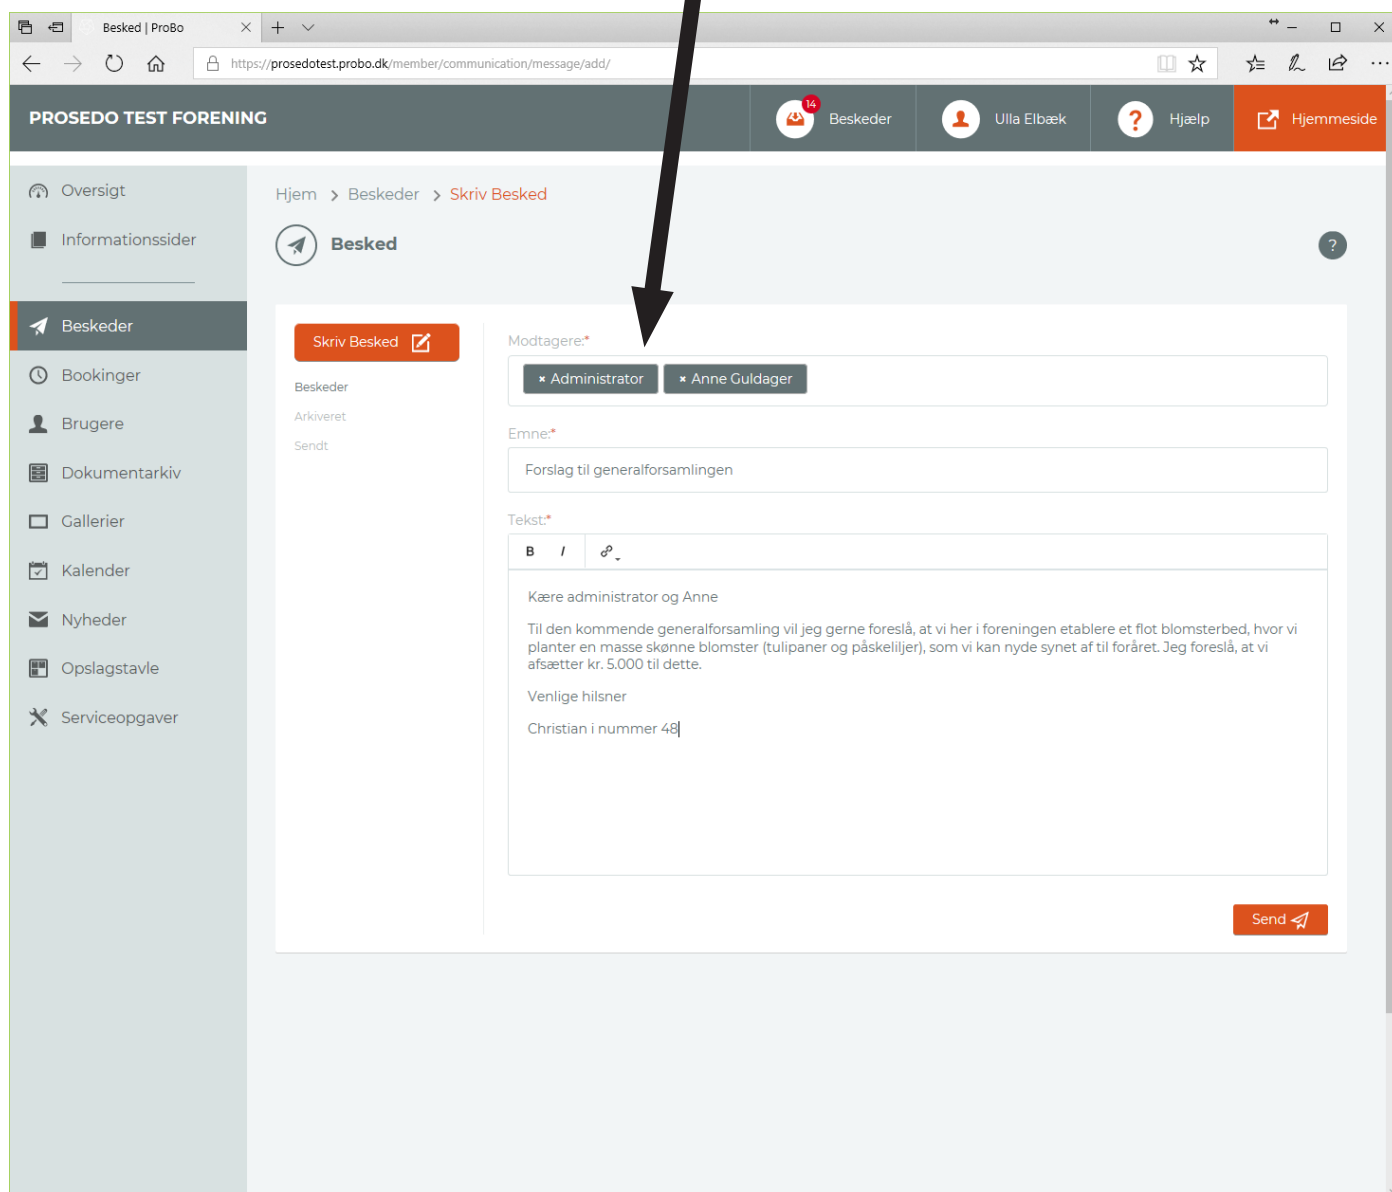 Besked | ProBo
https://prosedotest.probo.dk/member/communication/message/add/
PROSEDO TEST FORENING
14
Beskeder
Ulla Elbæk
? Hjælp
Hjemmeside
Oversigt
Informationssider
Beskeder
Bookinger
Brugere
Dokumentarkiv
Gallerier
Kalender
Nyheder
Opslagstavle
Serviceopgaver
Hjem > Beskeder > Skriv Besked
Besked
?
Skriv Besked
Beskeder
Arkiveret
Sendt
Modtagere:*
× Administrator × Anne Guldager
Emne:*
Forslag til generalforsamlingen
Tekst:*
B I
Kære administrator og Anne
Til den kommende generalforsamling vil jeg gerne foreslå, at vi her i foreningen etablere et flot blomsterbed, hvor vi
planter en masse skønne blomster (tulipaner og påskeliljer), som vi kan nyde synet af til foråret. Jeg foreslå, at vi
afsætter kr. 5.000 til dette.
Venlige hilsner
Christian i nummer 48
Send